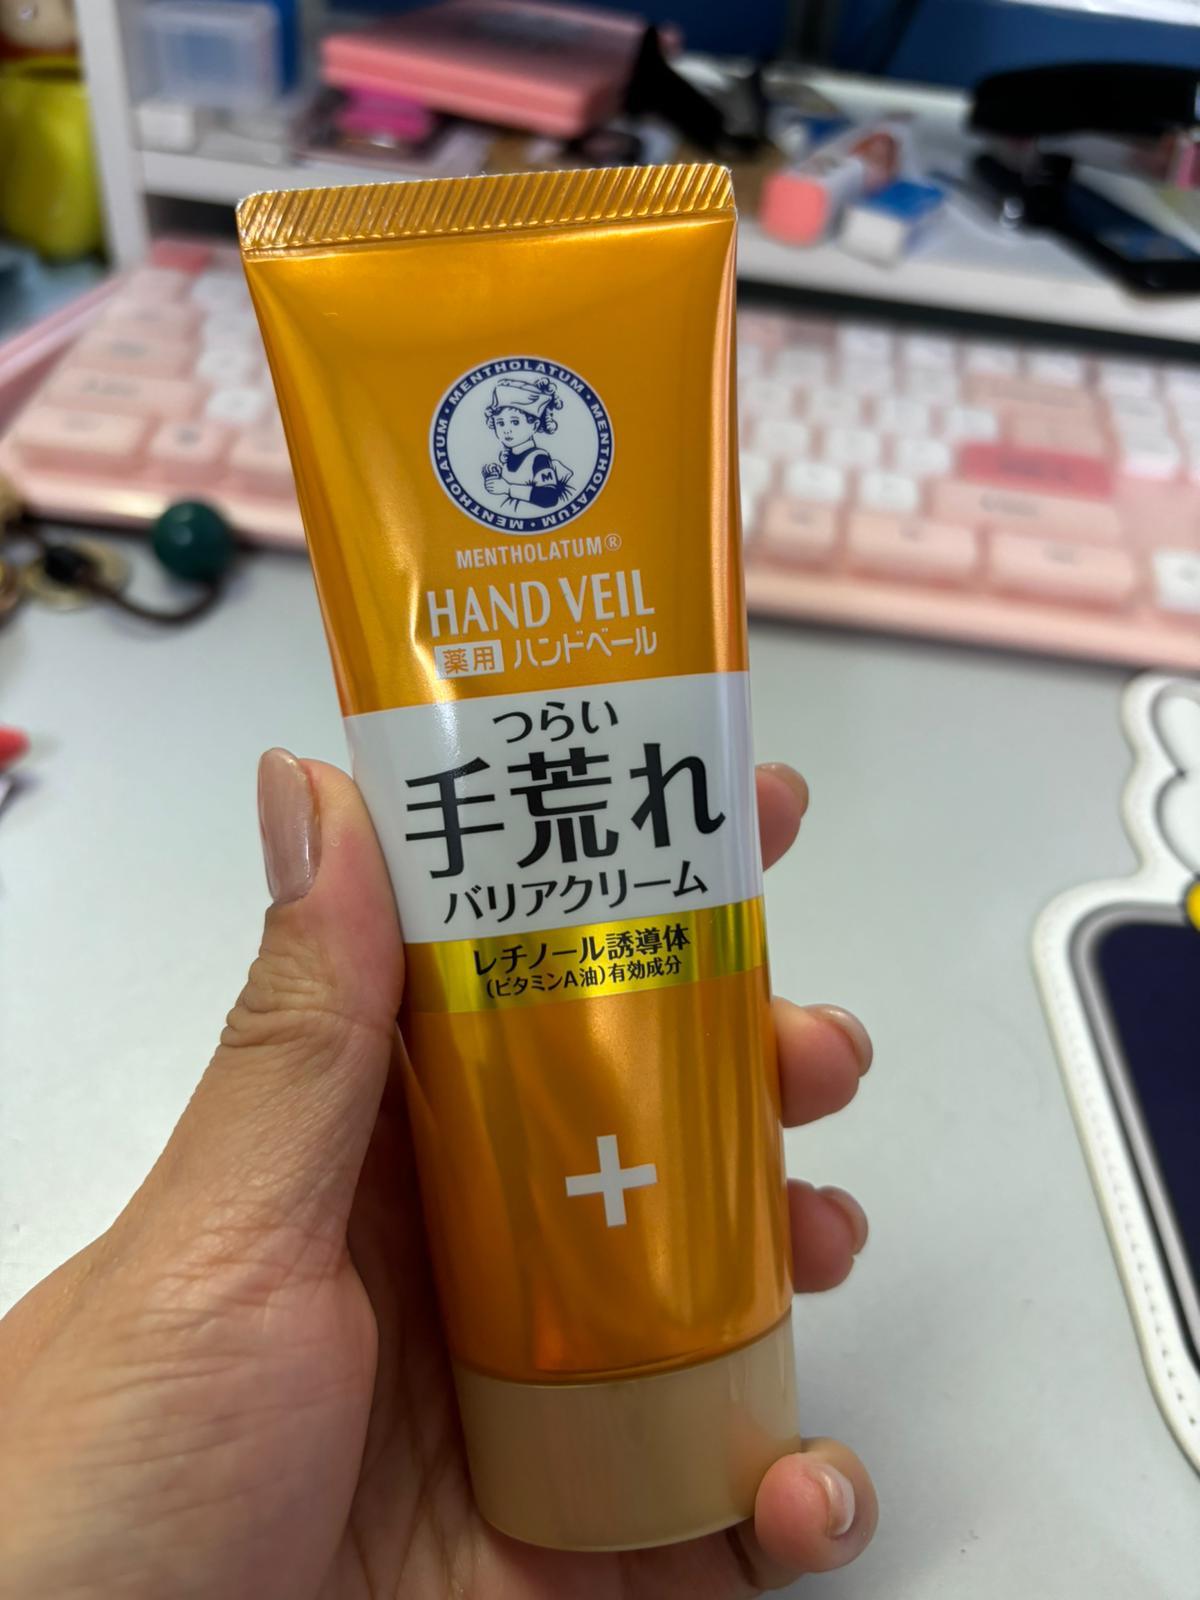 MENTHOLATUM · MENTHOLATUM · MENTHOLATUM ·
M
MENTHOLATUM®
HAND VEIL
薬用 ハンドベール
つらい
手荒れ
バリアクリーム
レチノール誘導体
(ビタミンA油)有効成分